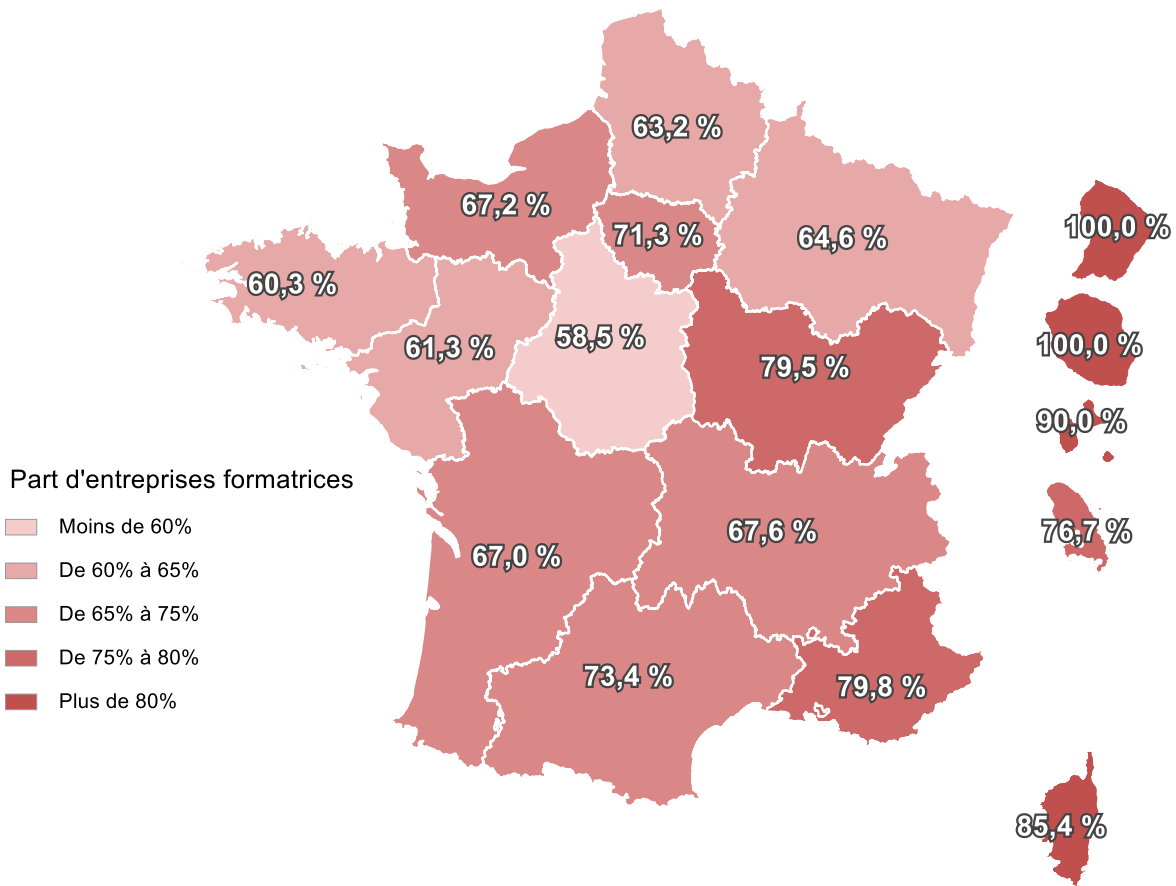 63,2 %
67,2 %
71,3 %
64,6 %
100,0 %
60,3 %
58,5 %
61,3 %
100,0 %
79,5 %
90,0 %
Part d'entreprises formatrices
Moins de 60%
De 60% à 65%
De 65% à 75%
De 75% à 80%
Plus de 80%
67,0 %
67,6 %
76,7 %
73,4 %
79,8 %
85,4 %